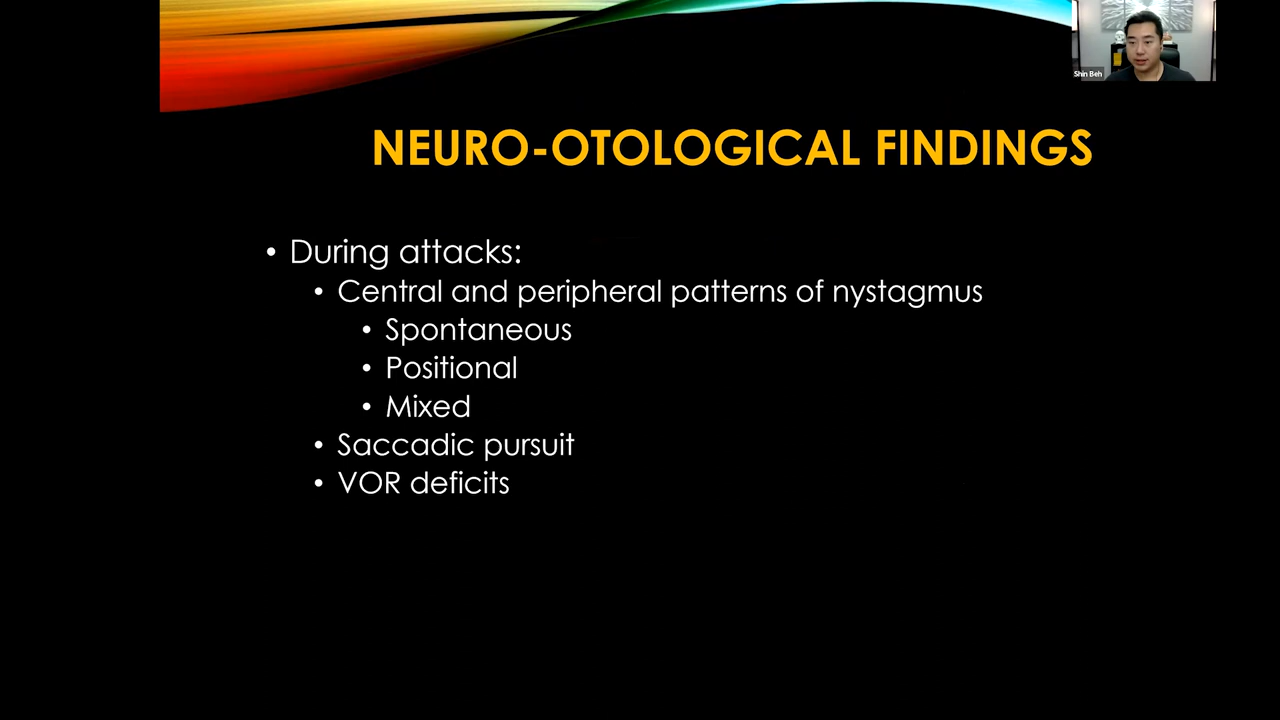 Shin Beh
NEURO-OTOLOGICAL FINDINGS
• During attacks:
• Central and peripheral patterns of nystagmus
• Spontaneous
• Positional
• Mixed
• Saccadic pursuit
• VOR deficits